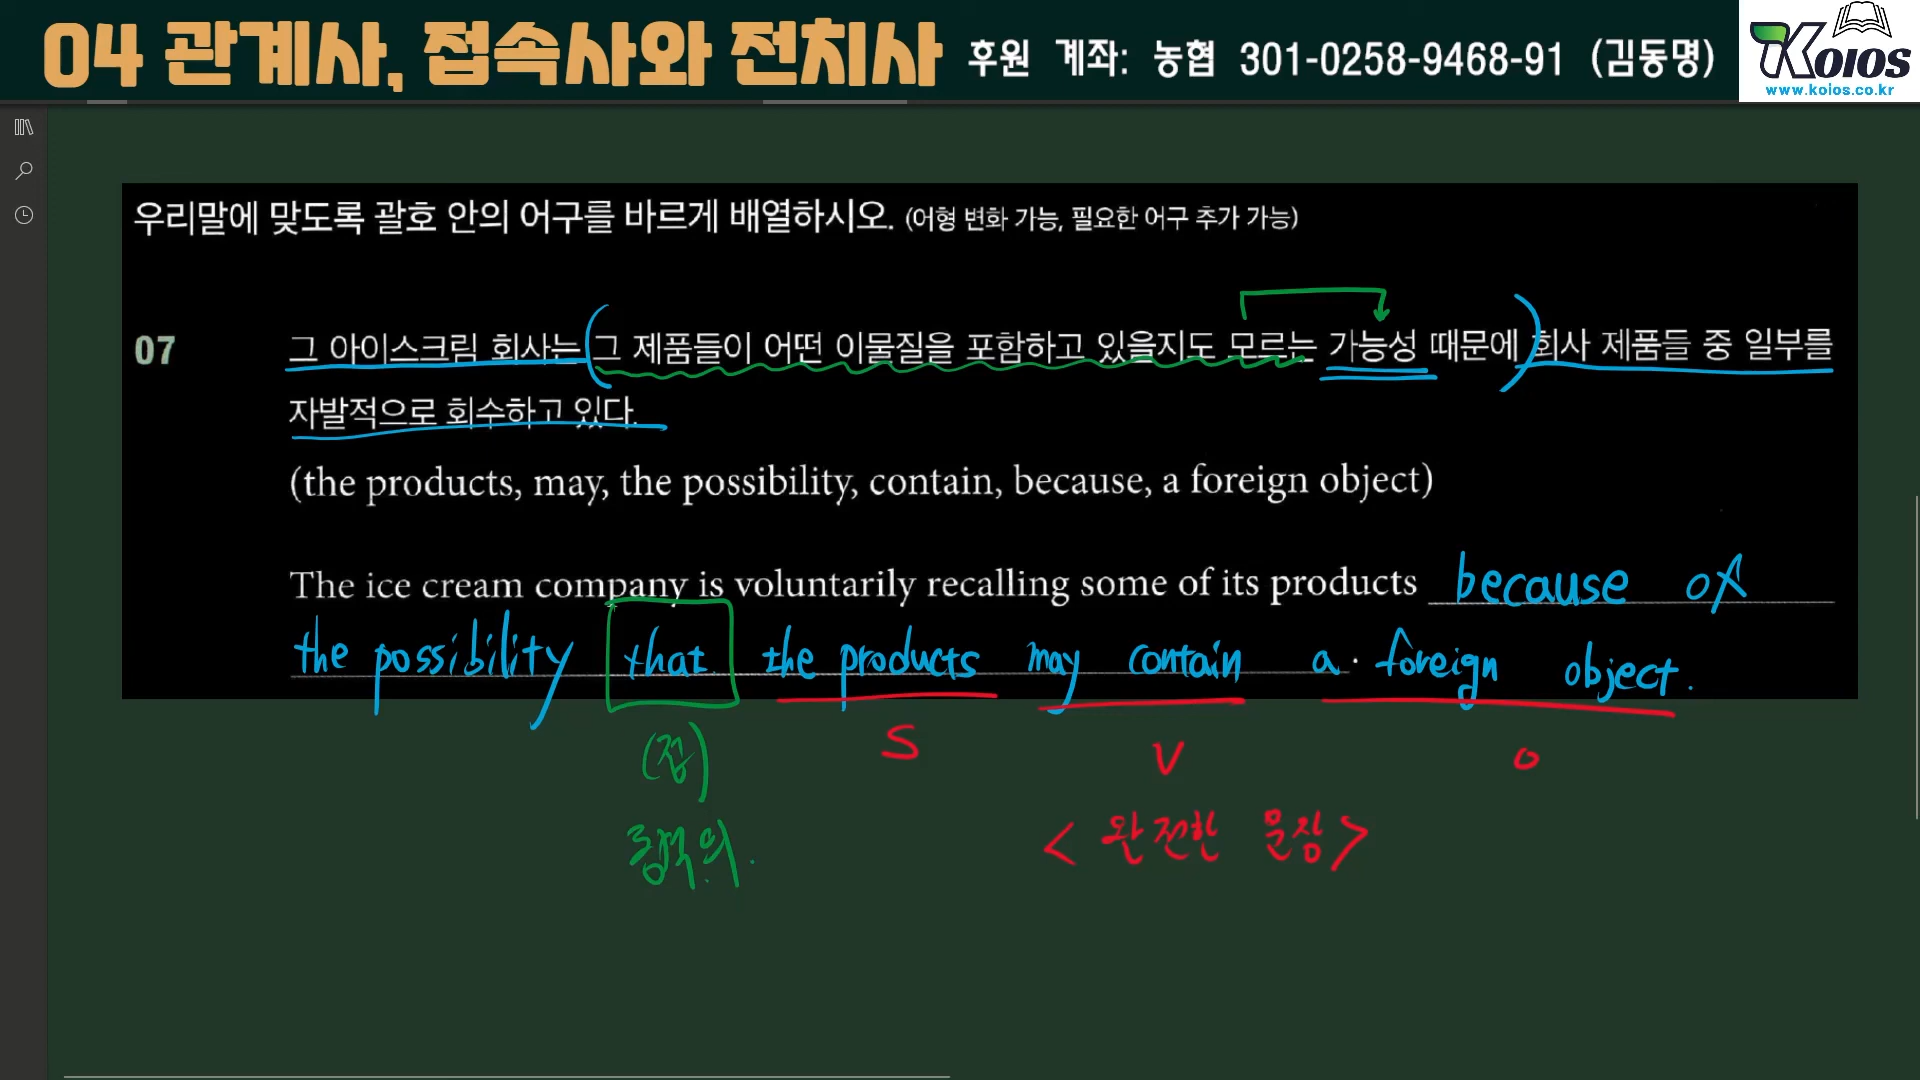 04 관계사, 접속사와 전치사 후원 계좌: 농협 301-0258-9468-91 (김동명)
Koios
www.koios.co.kr
우리말에 맞도록 괄호 안의 어구를 바르게 배열하시오. (어형 변화 가능, 필요한 어구 추가 가능)
07 그 아이스크림 회사는 그 제품들이 어떤 이물질을 포함하고 있을지도 모르는 가능성 때문에 회사 제품들 중 일부를
자발적으로 회수하고 있다.
(the products, may, the possibility, contain, because, a foreign object)
The ice cream company is voluntarily recalling some of its products because of
the possibility that the products may contain a foreign object.
(접) S V O
동격의. < 완전한 문장 >